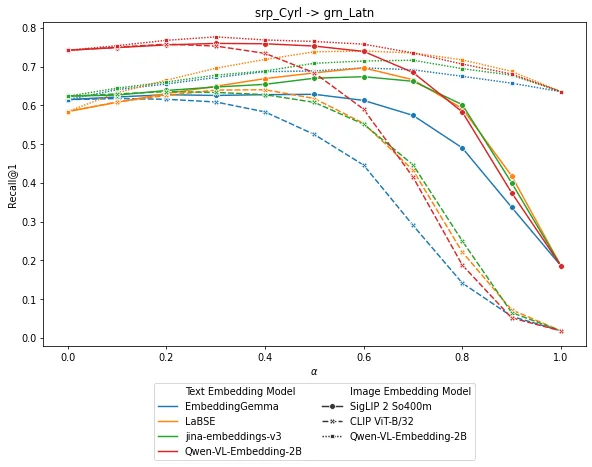 srp_Cyrl -> grn_Latn
Recall@1
0.8
0.7
0.6
0.5
0.4
0.3
0.2
0.1
0.0
0.0 0.2 0.4 0.6 0.8 1.0
α
Text Embedding Model Image Embedding Model
EmbeddingGemma SigLIP 2 So400m
LaBSE CLIP ViT-B/32
jina-embeddings-v3 Qwen-VL-Embedding-2B
Qwen-VL-Embedding-2B